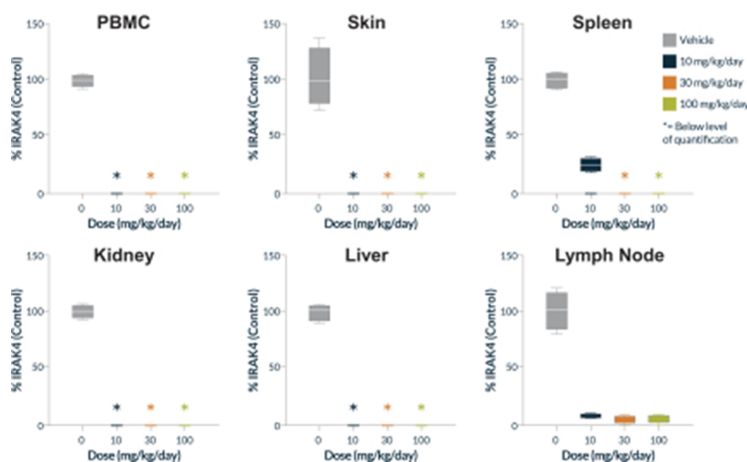 PBMC
% IRAK4 (Control)
150
100
50
0
* * *
0 10 30 100
Dose (mg/kg/day)
Skin
% IRAK4 (Control)
150
100
50
0
* * *
0 10 30 100
Dose (mg/kg/day)
Spleen
% IRAK4 (Control)
150
100
50
0
* *
0 10 30 100
Dose (mg/kg/day)
Vehicle
10 mg/kg/day
30 mg/kg/day
100 mg/kg/day
*= Below level
of quantification
Kidney
% IRAK4 (Control)
150
100
50
0
* * *
0 10 30 100
Dose (mg/kg/day)
Liver
% IRAK4 (Control)
150
100
50
0
* * *
0 10 30 100
Dose (mg/kg/day)
Lymph Node
% IRAK4 (Control)
150
100
50
0
0 10 30 100
Dose (mg/kg/day)